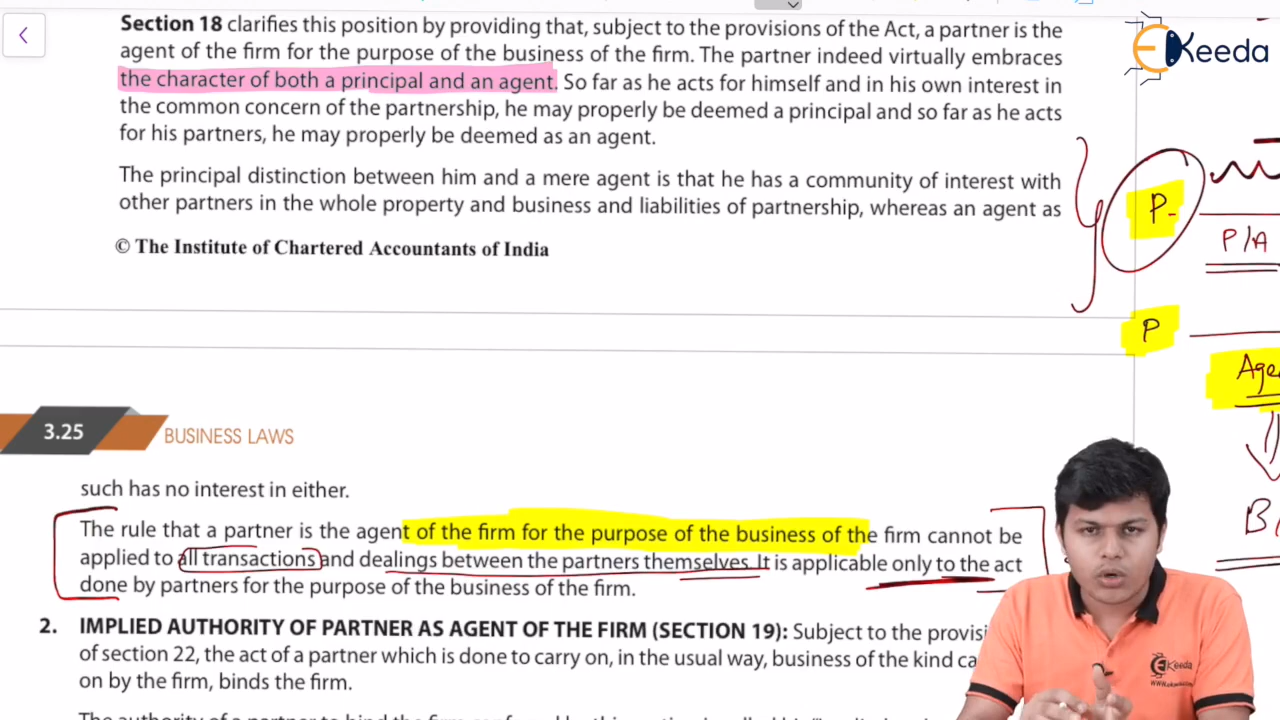 Section 18 clarifies this position by providing that, subject to the provisions of the Act, a partner is the
agent of the firm for the purpose of the business of the firm. The partner indeed virtually embraces
the character of both a principal and an agent. So far as he acts for himself and in his own interest in
the common concern of the partnership, he may properly be deemed a principal and so far as he acts
for his partners, he may properly be deemed as an agent.
The principal distinction between him and a mere agent is that he has a community of interest with
other partners in the whole property and business and liabilities of partnership, whereas an agent as
© The Institute of Chartered Accountants of India
3.25 BUSINESS LAWS
such has no interest in either.
The rule that a partner is the agent of the firm for the purpose of the business of the firm cannot be
applied to all transactions and dealings between the partners themselves. It is applicable only to the act
done by partners for the purpose of the business of the firm.
2. IMPLIED AUTHORITY OF PARTNER AS AGENT OF THE FIRM (SECTION 19): Subject to the provisi
of section 22, the act of a partner which is done to carry on, in the usual way, business of the kind ca
on by the firm, binds the firm.
EKeeda
P
P/A
P
Age
B
EKeeda
www.ekeeda.com